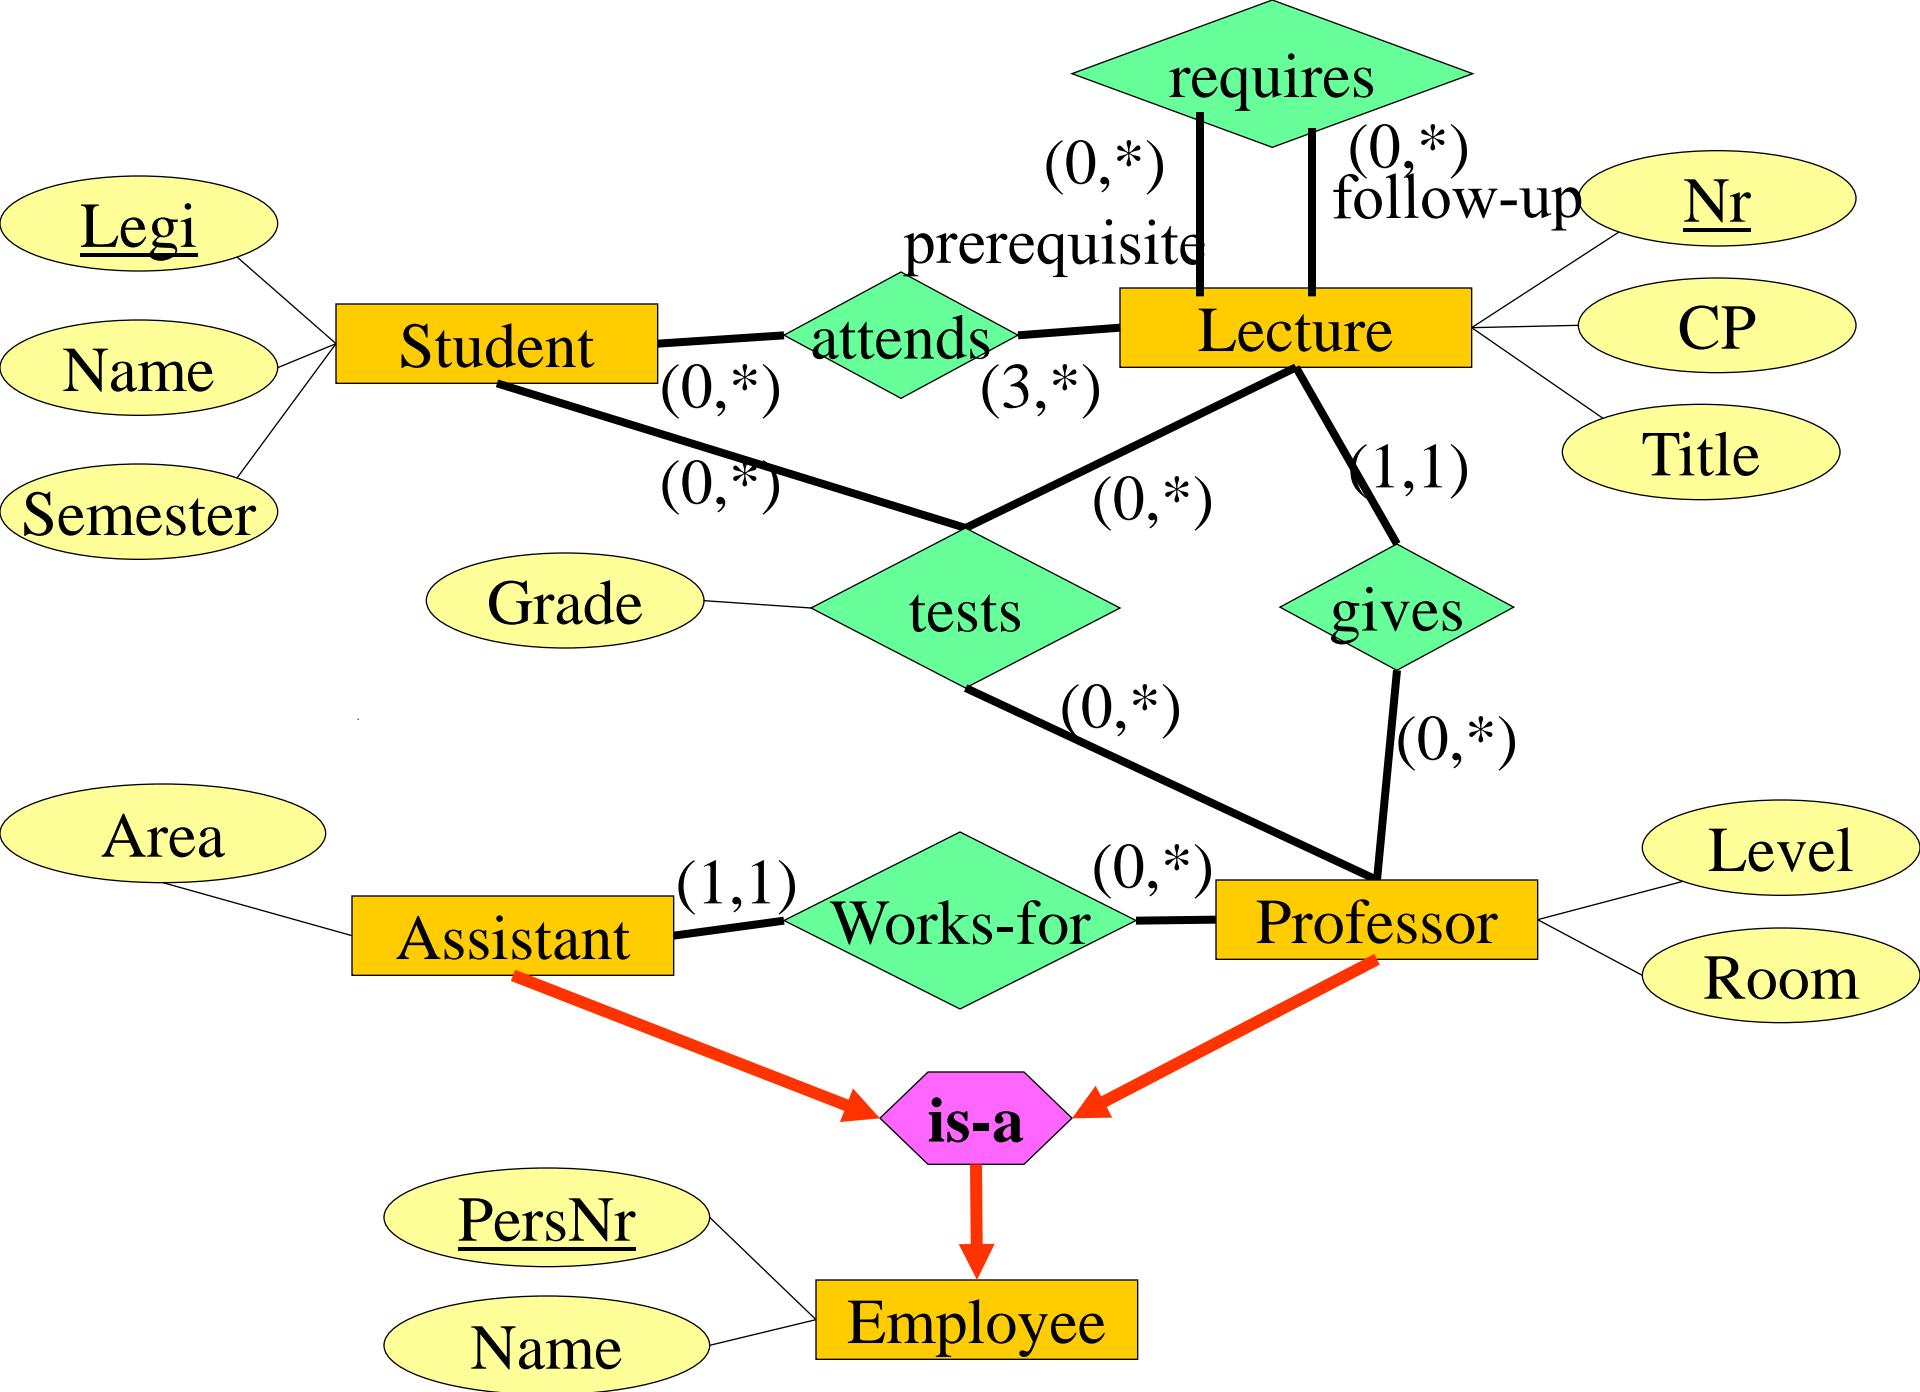 requires
(0,*)
(0,*)
follow-up
prerequisite
Legi
Nr
Name
Student
attends
Lecture
CP
(0,*)
(3,*)
Semester
(0,*)
(0,*)
(1,1)
Title
Grade
tests
gives
(0,*)
(0,*)
Area
(1,1)
(0,*)
Level
Assistant
Works-for
Professor
Room
is-a
PersNr
Name
Employee